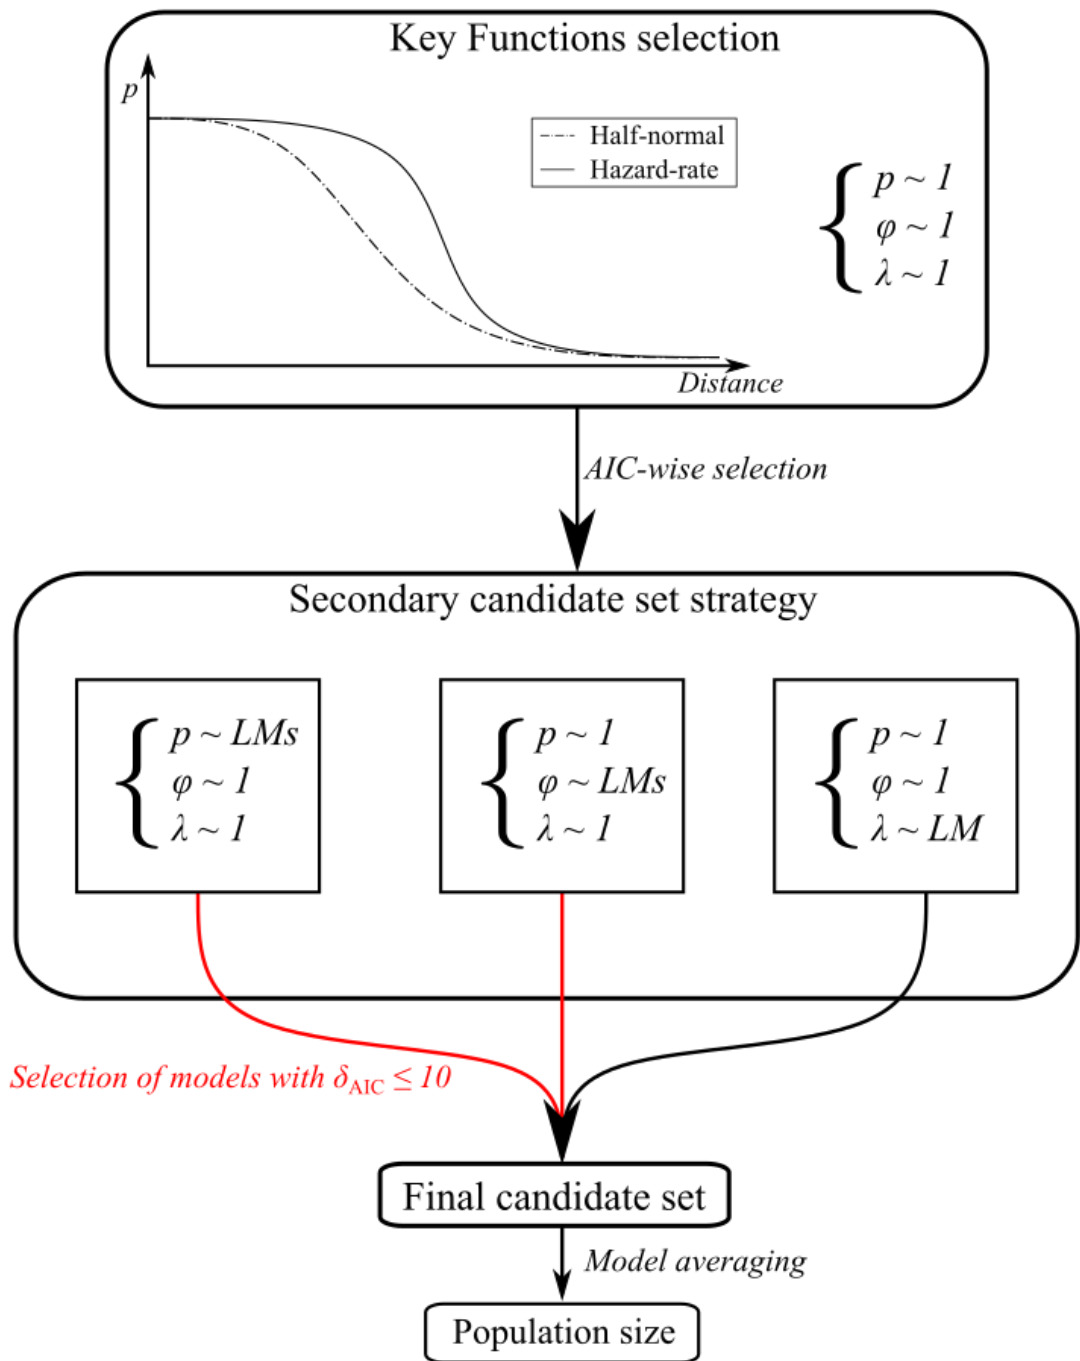 Key Functions selection
p
Half-normal
Hazard-rate
p ~ 1
φ ~ 1
λ ~ 1
Distance
AIC-wise selection
Secondary candidate set strategy
p ~ LMs
φ ~ 1
λ ~ 1
p ~ 1
φ ~ LMs
λ ~ 1
p ~ 1
φ ~ 1
λ ~ LM
Selection of models with δAIC ≤ 10
Final candidate set
Model averaging
Population size